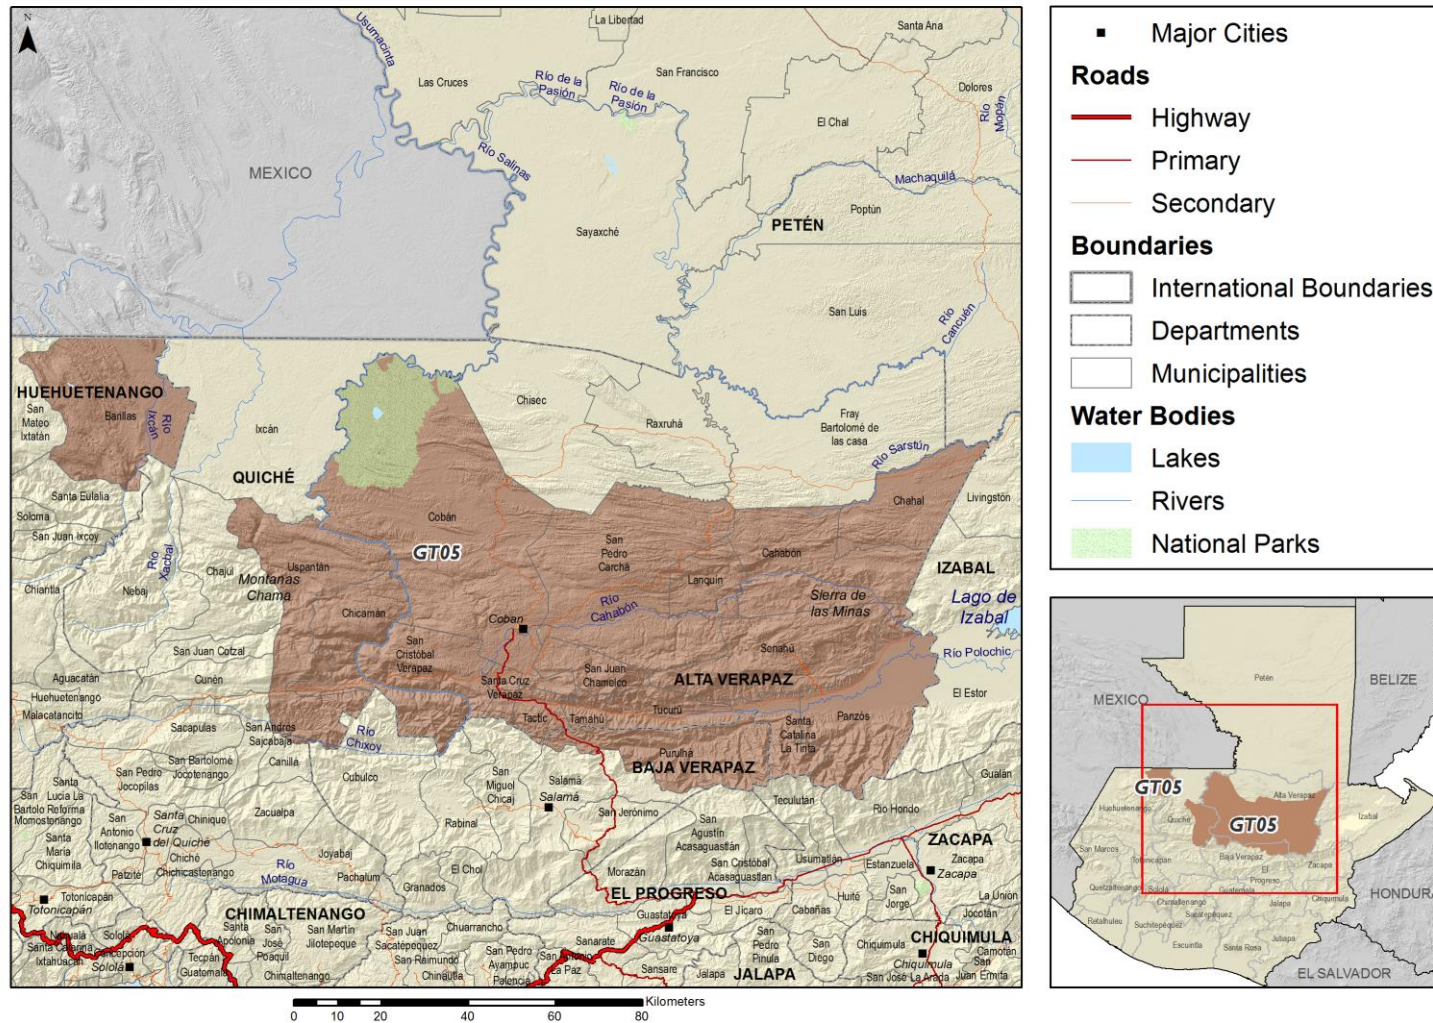 N
Usumacinta
La Libertad
Santa Ana
Las Cruces
Río de la
Pasión
Río de la
Pasión
San Francisco
Dolores
Río
Mopán
El Chal
Río Salinas
MEXICO
Machaquilá
Poptún
Sayaxché
PETÉN
San Luis
Río
Cancuén
HUEHUETENANGO
San
Mateo
Ixtatán
Barillas
Río
Ixcán
Ixcán
Chisec
Raxruhá
Fray
Bartolomé de
las casa
Río Sarstún
QUICHÉ
Santa Eulalia
Soloma
San Juan Ixcoy
Río
Xacbal
Cobán
GT05
Chahal
Livingstón
San
Pedro
Carchá
Cahabón
Lanquín
Uspantán
Chajul
Montañas
Chama
Chiantla
Nebaj
Chicamán
IZABAL
Lago de
Izabal
Sierra de
las Minas
Río
Cahabón
Coban
San
Cristóbal
Verapaz
Senahú
Río Polochic
San Juan Cotzal
San Juan
Chamelco
Santa Cruz
Verapaz
ALTA VERAPAZ
Aguacatán
Cunén
Huehuetenango
Malacatancito
El Estor
Tucurú
Panzós
Sacapulas
San Andrés
Sajcabaja
Río
Chixoy
Tactic
Tamahú
Santa
Catalina
La Tinta
Purulhá
BAJA VERAPAZ
San Bartolomé
Jocotenango
Canillá
Cubulco
San Pedro
Jocopilas
San
Miguel
Chicaj
Salamá
Salamá
Teculután
Gualán
Santa
Lucia La
Reforma
San
Bartolo
Momostenango
Zacualpa
Rabinal
San Jerónimo
Río Hondo
San
Antonio
Ilotenango
Santa
Cruz
del Quiché
Chinique
Santa
Maria
Chiquimila
San
Agustín
Acasaguastlan
ZACAPA
Chiché
Chichicastenango
Joyabaj
El Chol
Usumatlán
Estanzuela
Zacapa
Zacapa
Patzité
Pachalum
Río
Motagua
Granados
Morazán
San Cristóbal
Acasaguastlan
Totonicapán
Totonicapán
EL PROGRESO
Huité
San
Jorge
La Unión
CHIMALTENANGO
Guastatoya
Guastatoya
El Jícaro
Cabañas
Jocotán
Nahualá
Sololá
Santa
Apolonia
San
José
Poaquil
San Martín
Jilotepeque
San Juan
Sacatepequez
Chuarrancho
CHIQUIMULA
Santa Catarina
Ixtahuacan
Concepción
Sololá
Tecpán
Guatemala
Chimaltenango
San Raimundo
Chinautla
San Pedro
Ayampuc
Palencia
San Antonio
La Paz
Sanarate
Sansare
Jalapa
San
Pedro
Pinula
San
Diego
Chiquimula
Chiquimula
Camotán
San
Juan Ermita
JALAPA
San José La Arada
Kilometers
0 10 20 40 60 80
Major Cities
Roads
Highway
Primary
Secondary
Boundaries
International Boundaries
Departments
Municipalities
Water Bodies
Lakes
Rivers
National Parks
MEXICO
Petén
BELIZE
GT05
Alta Verapaz
Huehuetenango
Quiché
GT05
Izabal
San Marcos
Totonicapán
Baja Verapaz
Zacapa
El
Progreso
Quetzaltenango
Sololá
Guatemala
Chimaltenango
Jalapa
Chiquimula
Sacatepéquez
Retalhuleu
Suchitepéquez
Jutiapa
Escuintla
Santa Rosa
HONDURA
EL SALVADOR